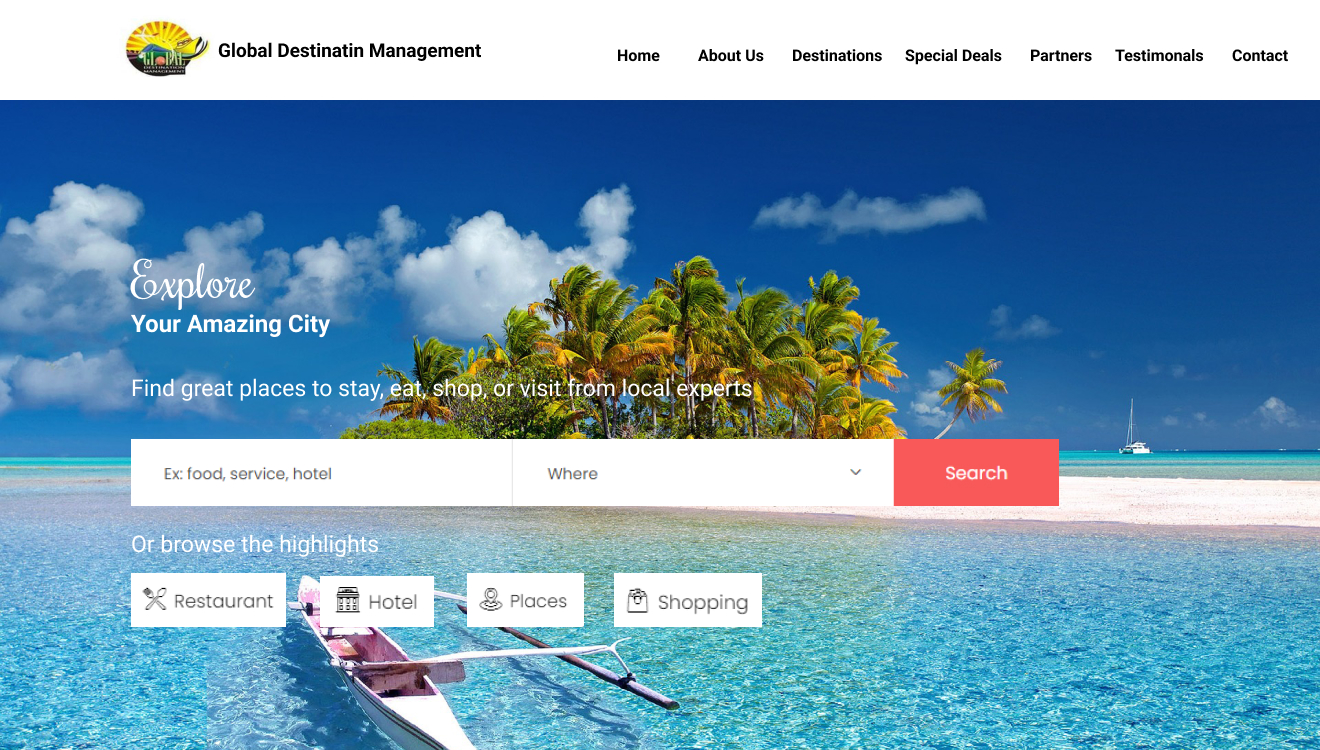 GLOBAL
DESTINATION
MANAGEMENT
Global Destinatin Management
Home About Us Destinations Special Deals Partners Testimonals Contact
Explore
Your Amazing City
Find great places to stay, eat, shop, or visit from local experts
Ex: food, service, hotel Where Search
Or browse the highlights
Restaurant Hotel Places Shopping